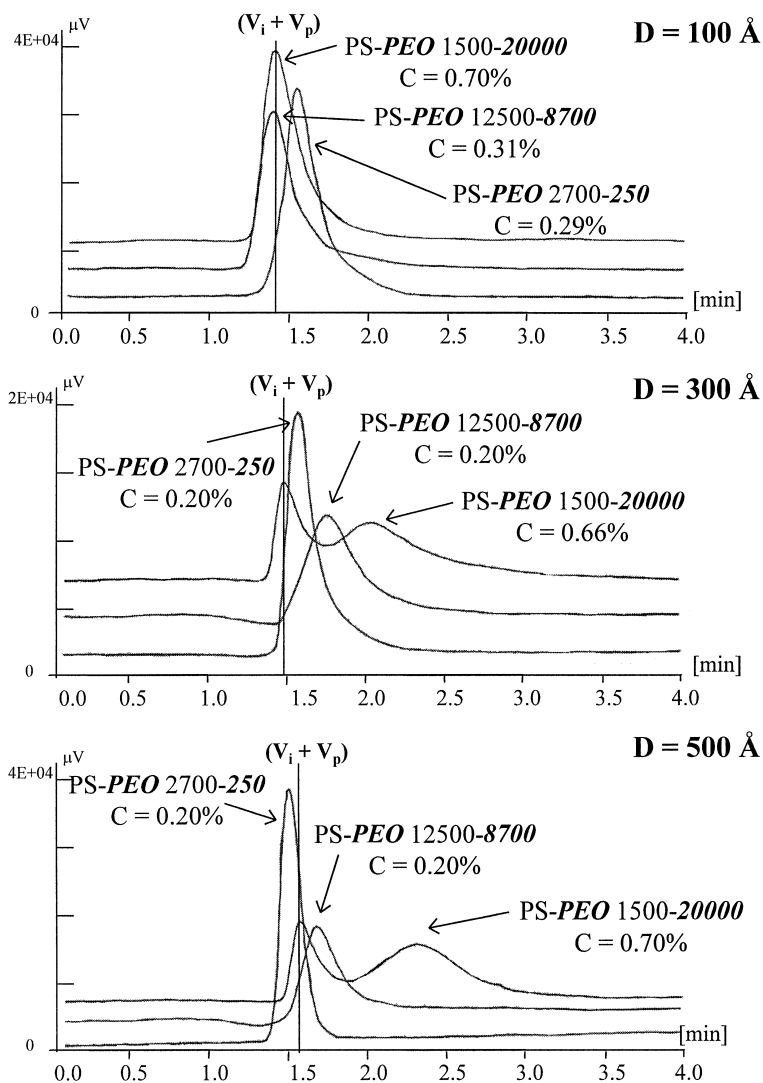 μV
(Vi + Vp)
D = 100 Å
4E+04
PS-PEO 1500-20000
C = 0.70%
PS-PEO 12500-8700
C = 0.31%
PS-PEO 2700-250
C = 0.29%
0
[min]
0.0 0.5 1.0 1.5 2.0 2.5 3.0 3.5 4.0
μV
(Vi + Vp)
D = 300 Å
2E+04
PS-PEO 12500-8700
C = 0.20%
PS-PEO 2700-250
C = 0.20%
PS-PEO 1500-20000
C = 0.66%
0
[min]
0.0 0.5 1.0 1.5 2.0 2.5 3.0 3.5 4.0
μV
(Vi + Vp)
D = 500 Å
4E+04
PS-PEO 2700-250
C = 0.20%
PS-PEO 12500-8700
C = 0.20%
PS-PEO 1500-20000
C = 0.70%
0
[min]
0.0 0.5 1.0 1.5 2.0 2.5 3.0 3.5 4.0